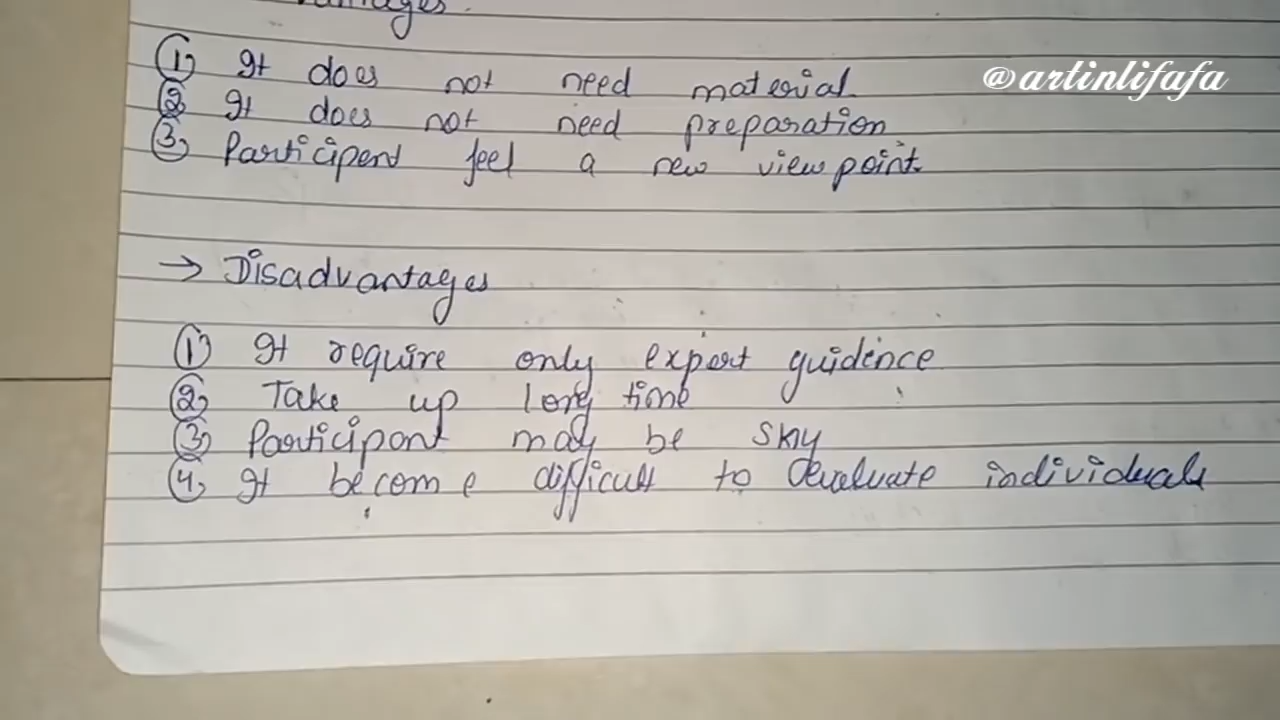 ① It does not need material.
@artinlifafa
② It does not need preparation
③ Participent feel a new view point.
→ Disadvantages
① It require only expert guidence
② Take up long time
③ Participant may be shy
④ It become difficult to evaluate individuals